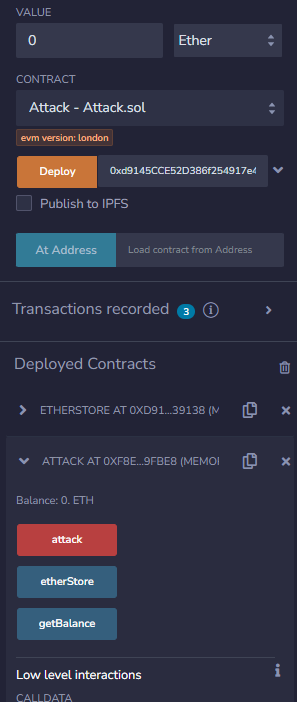 VALUE
0 Ether
CONTRACT
Attack - Attack.sol
evm version: london
Deploy 0xd9145CCE52D386f254917e4
Publish to IPFS
At Address Load contract from Address
Transactions recorded 3 i
Deployed Contracts
ETHERSTORE AT 0XD91...39138 (M
ATTACK AT 0XF8E...9FBE8 (MEMOI
Balance: 0. ETH
attack
etherStore
getBalance
Low level interactions i
CALLDATA